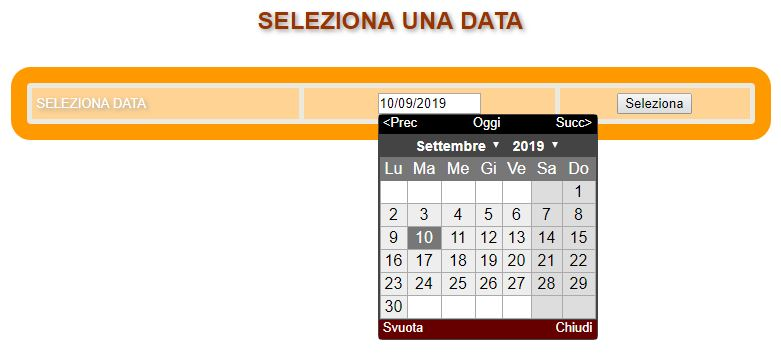 SELEZIONA UNA DATA
SELEZIONA DATA 10/09/2019 Seleziona
<Prec Oggi Succ>
Settembre 2019
Lu Ma Me Gi Ve Sa Do
1
2 3 4 5 6 7 8
9 10 11 12 13 14 15
16 17 18 19 20 21 22
23 24 25 26 27 28 29
30
Svuota Chiudi